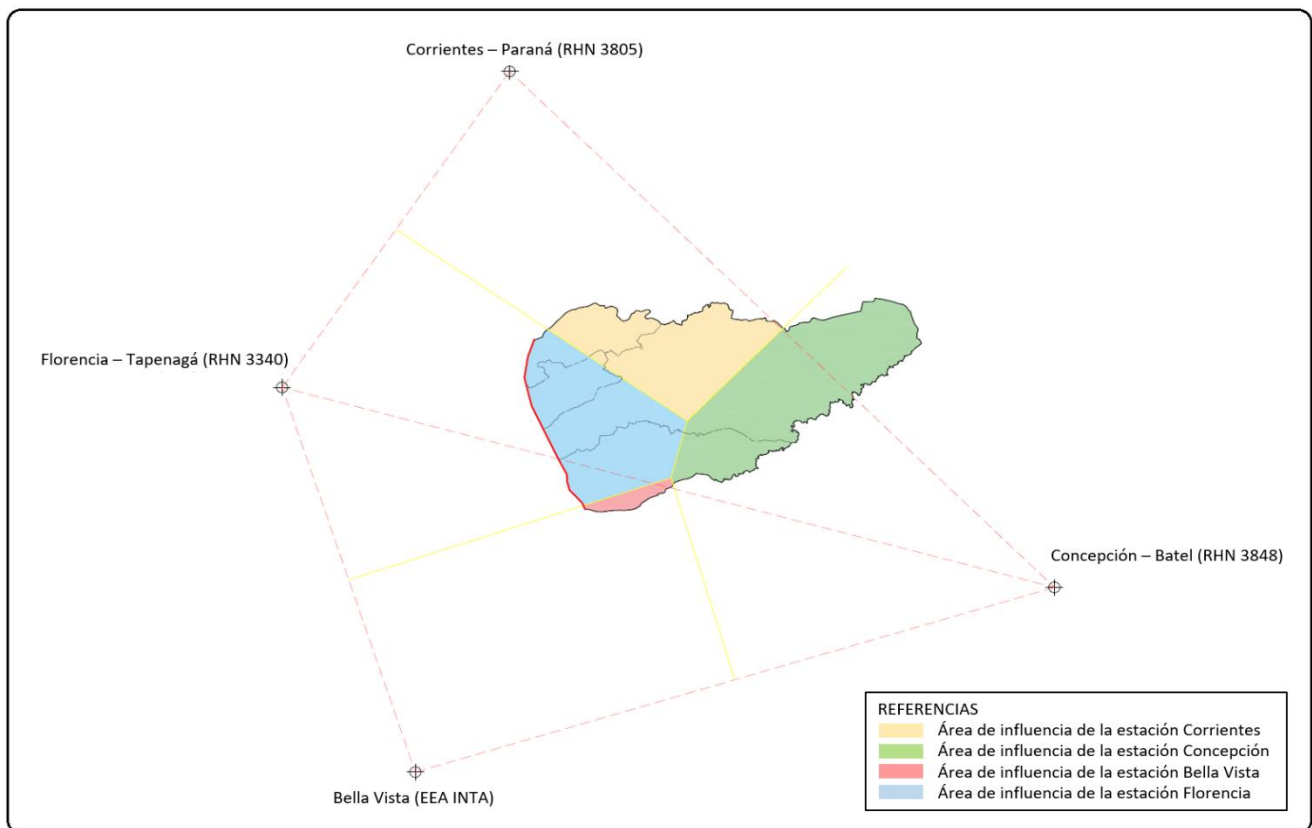 Corrientes – Paraná (RHN 3805)
Florencia – Tapenagá (RHN 3340)
Concepción – Batel (RHN 3848)
Bella Vista (EEA INTA)
REFERENCIAS
Área de influencia de la estación Corrientes
Área de influencia de la estación Concepción
Área de influencia de la estación Bella Vista
Área de influencia de la estación Florencia